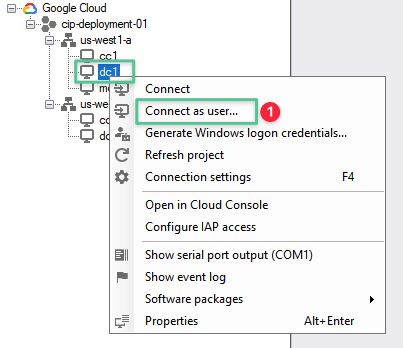 Google Cloud
cip-deployment-01
us-west1-a
cc1
dc1
Connect
us-we
Connect as user...
1
Generate Windows logon credentials...
Refresh project
Connection settings F4
Open in Cloud Console
Configure IAP access
Show serial port output (COM1)
Show event log
Software packages
Properties Alt+Enter